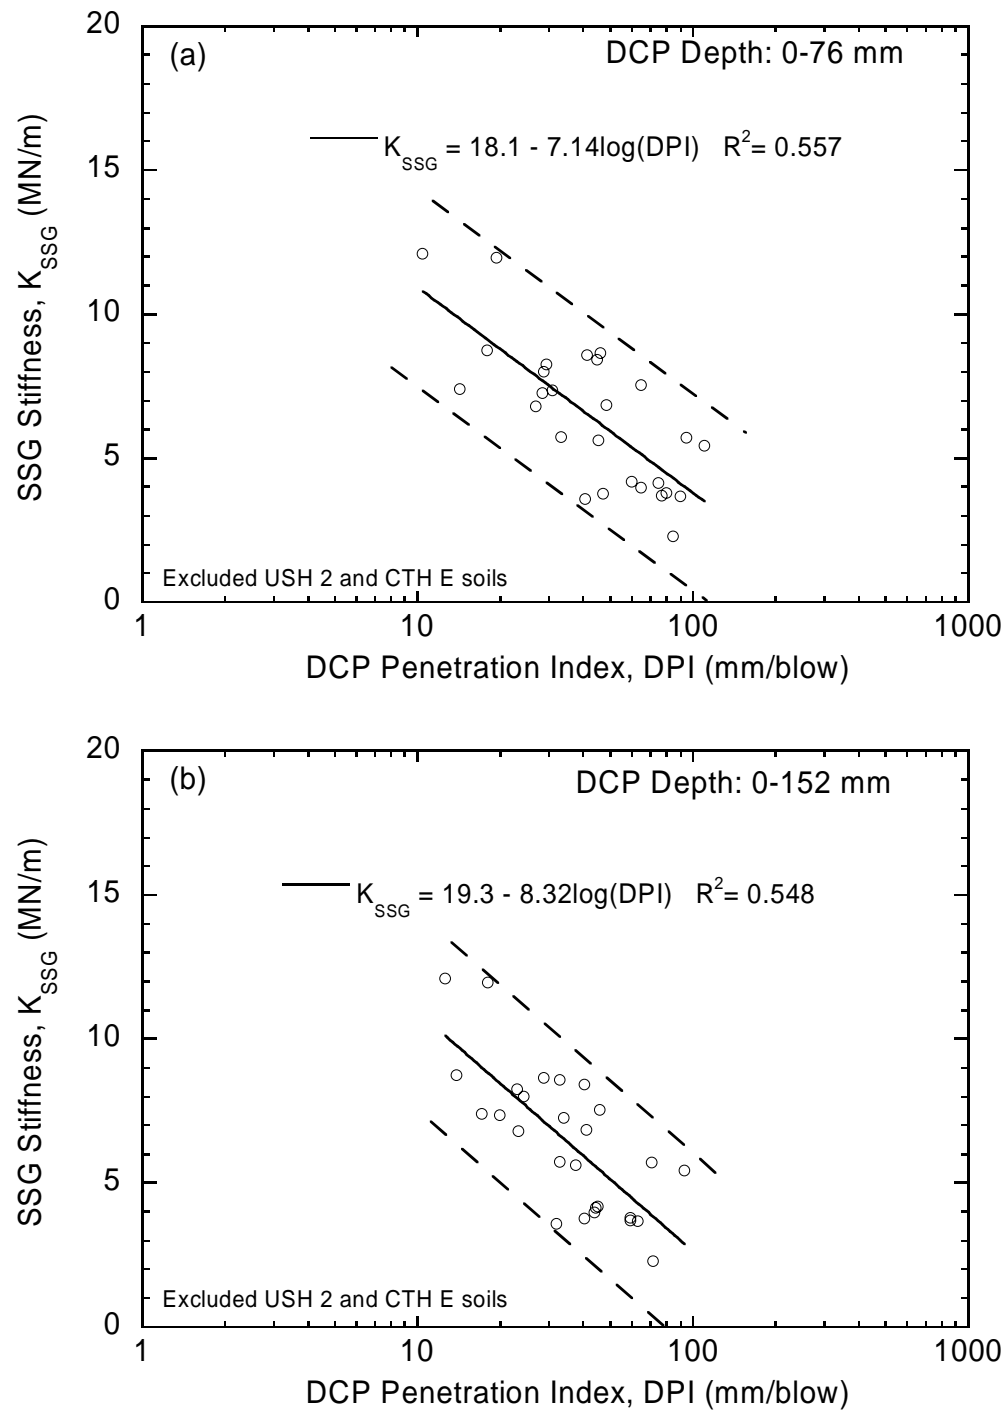 20
(a)
DCP Depth: 0-76 mm
K_SSG = 18.1 - 7.14log(DPI) R²= 0.557
15
10
5
0
SSG Stiffness, K_SSG (MN/m)
Excluded USH 2 and CTH E soils
1 10 100 1000
DCP Penetration Index, DPI (mm/blow)
20
(b)
DCP Depth: 0-152 mm
K_SSG = 19.3 - 8.32log(DPI) R²= 0.548
15
10
5
0
SSG Stiffness, K_SSG (MN/m)
Excluded USH 2 and CTH E soils
1 10 100 1000
DCP Penetration Index, DPI (mm/blow)